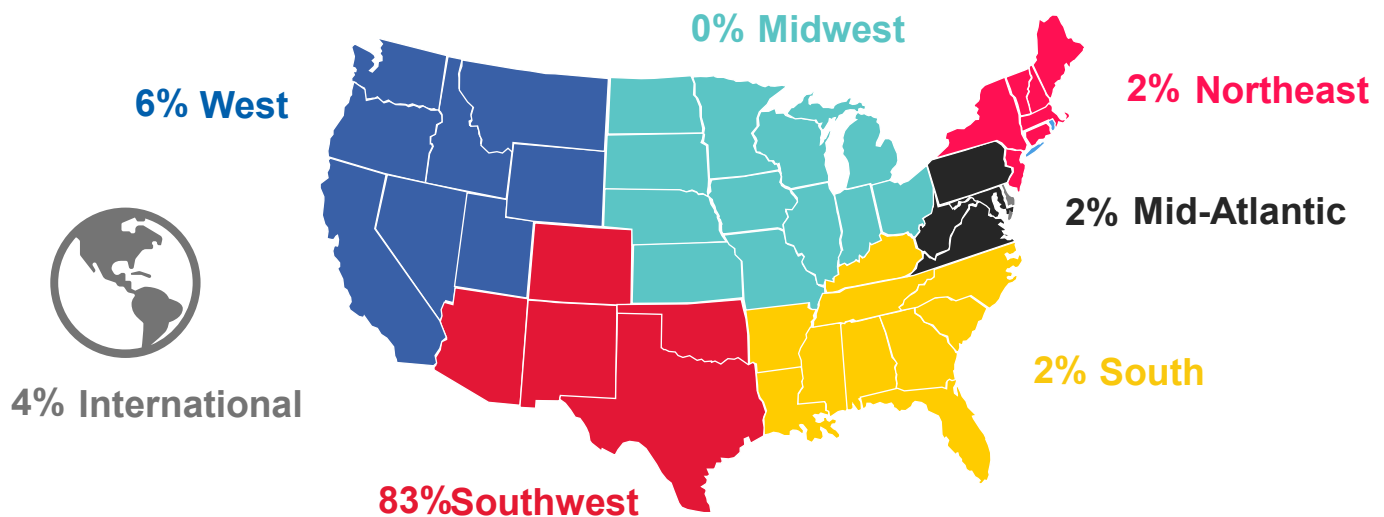 0% Midwest
6% West
2% Northeast
2% Mid-Atlantic
4% International
2% South
83%Southwest